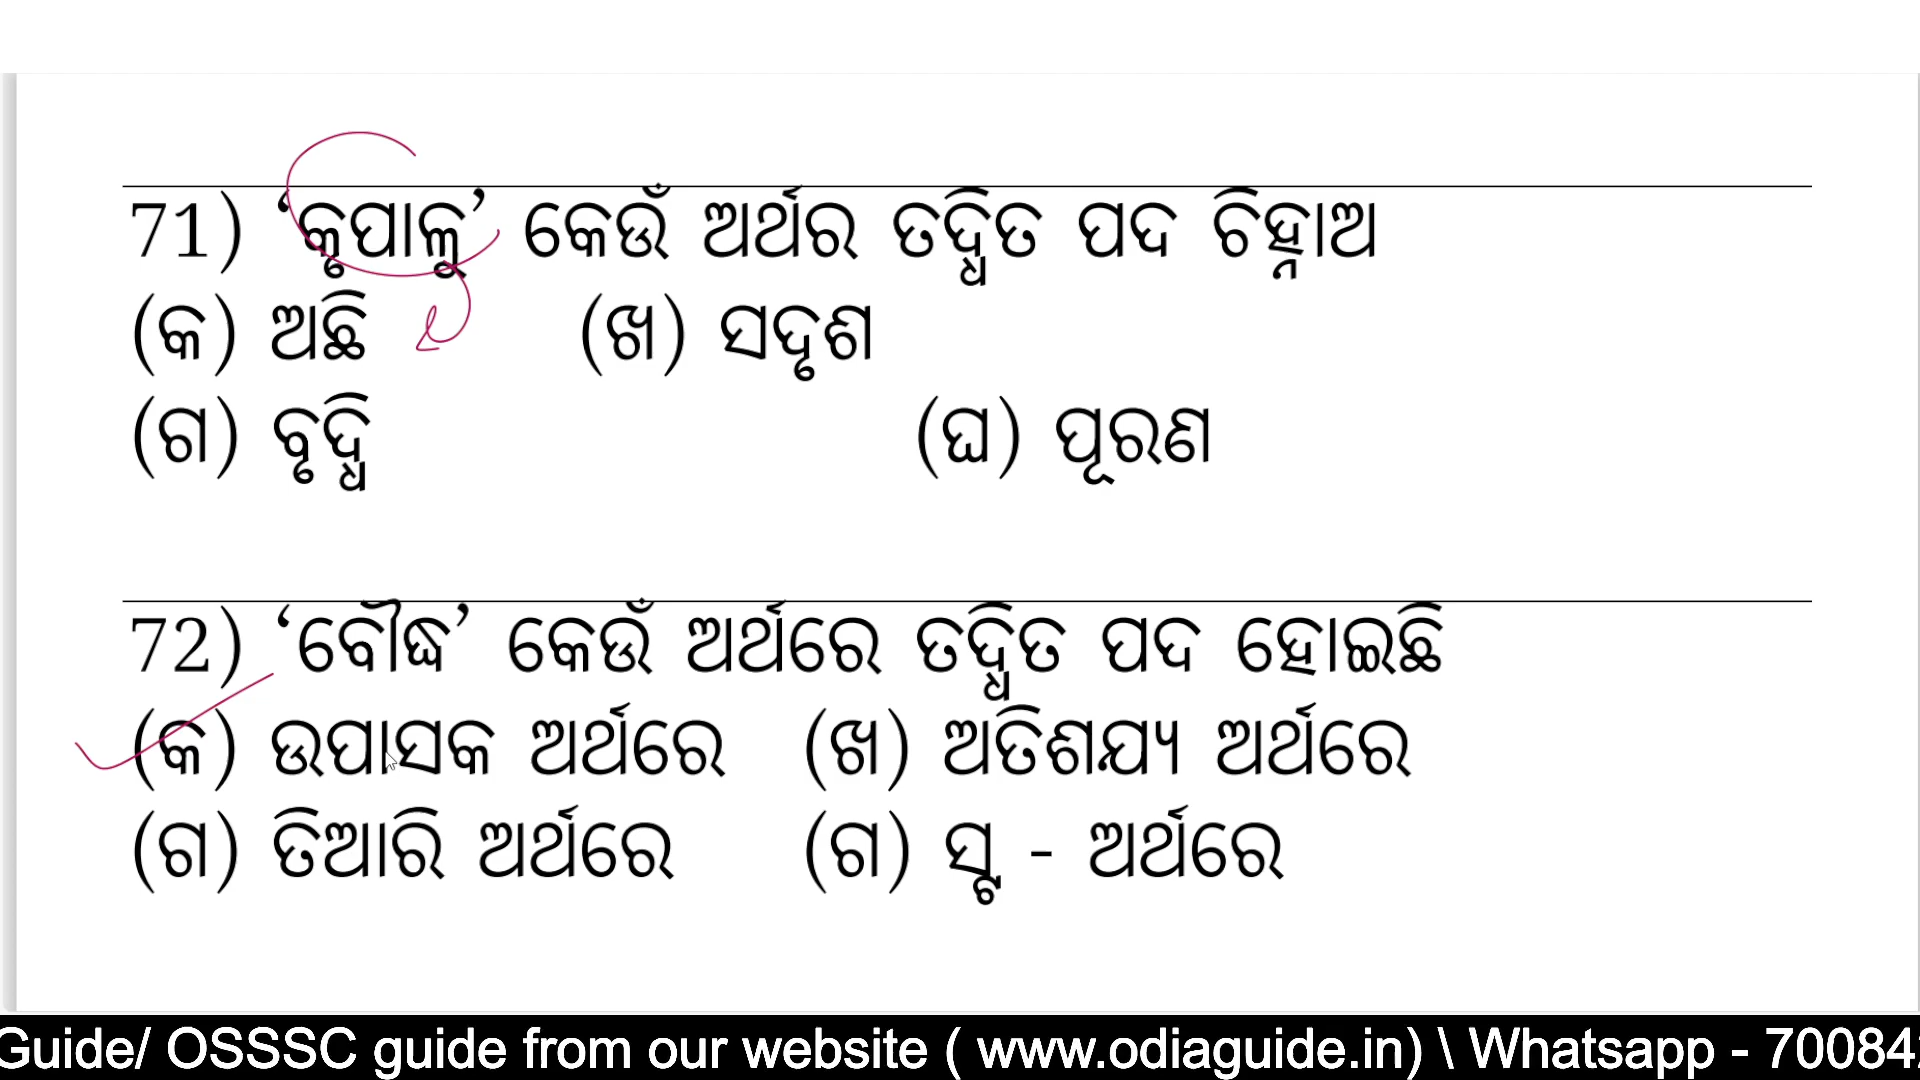 71) ‘କୃପାଳୁ’ କେଉଁ ଅର୍ଥର ତଦ୍ଧିତ ପଦ ଚିହ୍ନାଅ
(କ) ଅଛି (ଖ) ସଦୃଶ
(ଗ) ବୃଦ୍ଧି (ଘ) ପୂରଣ
72) ‘ବୌଦ୍ଧ’ କେଉଁ ଅର୍ଥରେ ତଦ୍ଧିତ ପଦ ହୋଇଛି
(କ) ଉପାସକ ଅର୍ଥରେ (ଖ) ଅତିଶଯ୍ୟ ଅର୍ଥରେ
(ଗ) ତିଆରି ଅର୍ଥରେ (ଗ) ସ୍ଟ - ଅର୍ଥରେ
Guide/ OSSSC guide from our website ( www.odiaguide.in) \ Whatsapp - 70084